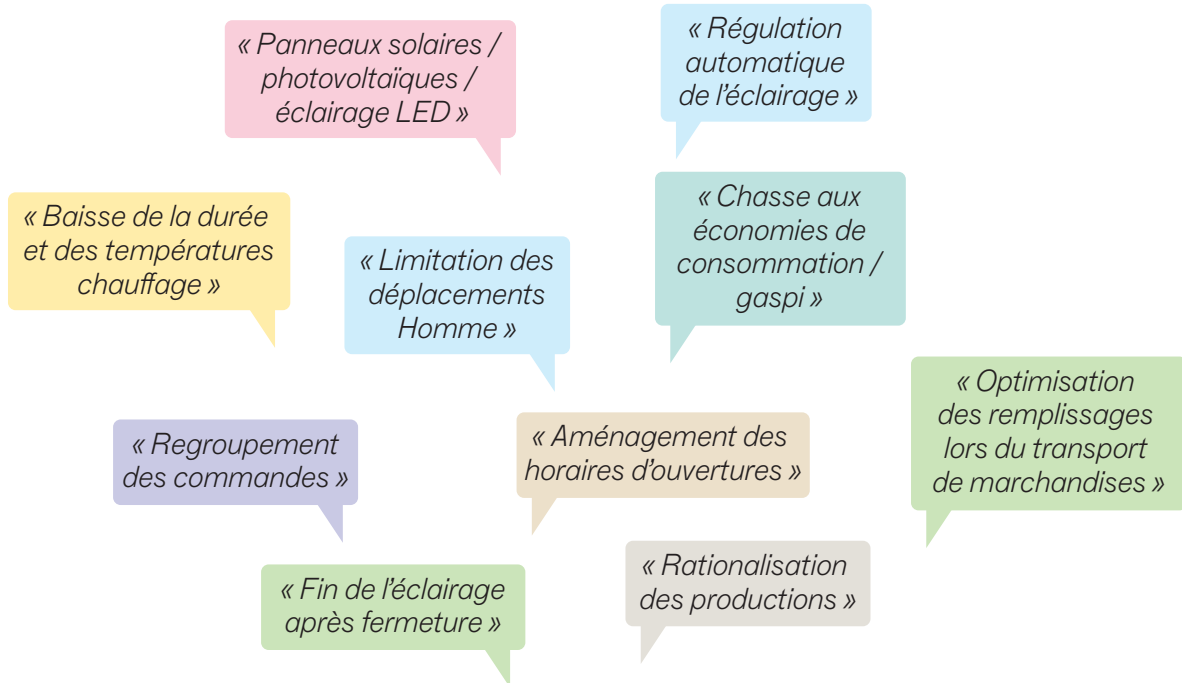 « Panneaux solaires /
photovoltaïques /
éclairage LED »
« Régulation
automatique
de l’éclairage »
« Baisse de la durée
et des températures
chauffage »
« Limitation des
déplacements
Homme »
« Chasse aux
économies de
consommation /
gaspi »
« Optimisation
des remplissages
lors du transport
de marchandises »
« Regroupement
des commandes »
« Aménagement des
horaires d’ouvertures »
« Fin de l’éclairage
après fermeture »
« Rationalisation
des productions »